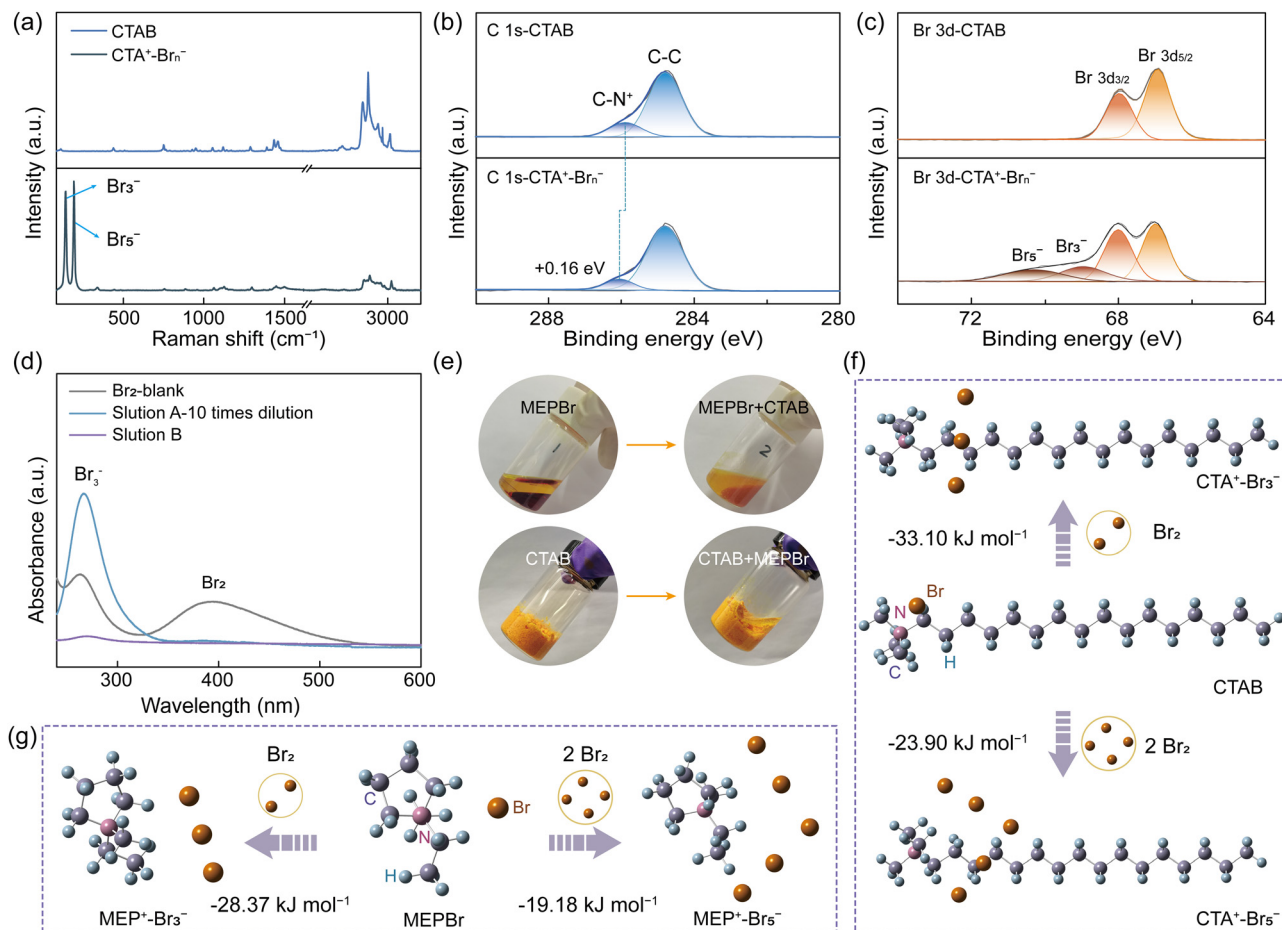 (a)
CTAB
CTA⁺-Brₙ⁻
Br₃⁻
Br₅⁻
Intensity (a.u.)
500
1000
1500
3000
Raman shift (cm⁻¹)
(b)
C 1s-CTAB
C-C
C-N⁺
C 1s-CTA⁺-Brₙ⁻
+0.16 eV
Intensity (a.u.)
288
284
280
Binding energy (eV)
(c)
Br 3d-CTAB
Br 3d₅/₂
Br 3d₃/₂
Br 3d-CTA⁺-Brₙ⁻
Br₅⁻
Br₃⁻
Intensity (a.u.)
72
68
64
Binding energy (eV)
(d)
Br₂-blank
Slution A-10 times dilution
Slution B
Br₃⁻
Br₂
Absorbance (a.u.)
300
400
500
600
Wavelength (nm)
(e)
MEPBr
1
MEPBr+CTAB
2
CTAB
CTAB+MEPBr
(f)
CTA⁺-Br₃⁻
-33.10 kJ mol⁻¹
Br₂
Br
N
H
C
CTAB
-23.90 kJ mol⁻¹
2 Br₂
CTA⁺-Br₅⁻
(g)
Br₂
2 Br₂
C
Br
N
H
-28.37 kJ mol⁻¹
-19.18 kJ mol⁻¹
MEP⁺-Br₃⁻
MEPBr
MEP⁺-Br₅⁻